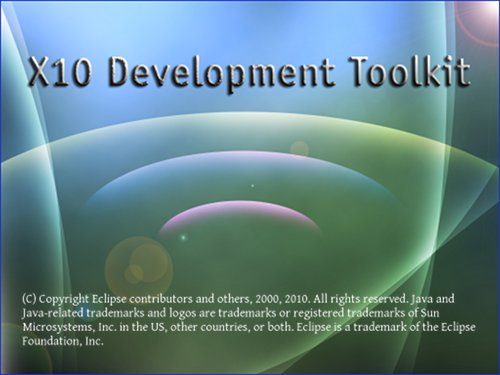 X10 Development Toolkit
(C) Copyright Eclipse contributors and others, 2000, 2010. All rights reserved. Java and
Java-related trademarks and logos are trademarks or registered trademarks of Sun
Microsystems, Inc. in the US, other countries, or both. Eclipse is a trademark of the Eclipse
Foundation, Inc.